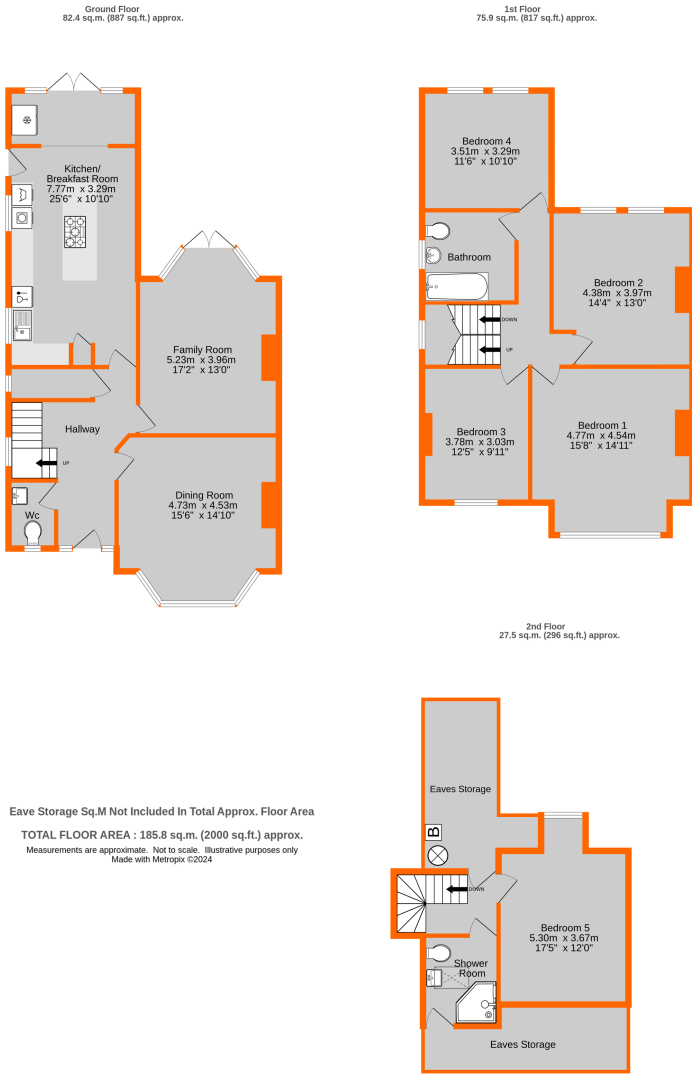 Ground Floor
82.4 sq.m. (887 sq.ft.) approx.
Kitchen/
Breakfast Room
7.77m x 3.29m
25'6" x 10'10"
Family Room
5.23m x 3.96m
17'2" x 13'0"
Hallway
UP
Dining Room
4.73m x 4.53m
15'6" x 14'10"
Wc
1st Floor
75.9 sq.m. (817 sq.ft.) approx.
Bedroom 4
3.51m x 3.29m
11'6" x 10'10"
Bathroom
Bedroom 2
4.38m x 3.97m
14'4" x 13'0"
DOWN
UP
Bedroom 3
3.78m x 3.03m
12'5" x 9'11"
Bedroom 1
4.77m x 4.54m
15'8" x 14'11"
2nd Floor
27.5 sq.m. (296 sq.ft.) approx.
Eaves Storage
B
DOWN
Bedroom 5
5.30m x 3.67m
17'5" x 12'0"
Shower
Room
Eaves Storage
Eave Storage Sq.M Not Included In Total Approx. Floor Area
TOTAL FLOOR AREA : 185.8 sq.m. (2000 sq.ft.) approx.
Measurements are approximate. Not to scale. Illustrative purposes only
Made with Metropix ©2024